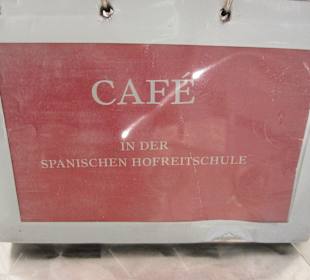 CAFÉ
IN DER
SPANISCHEN HOFREITSCHULE